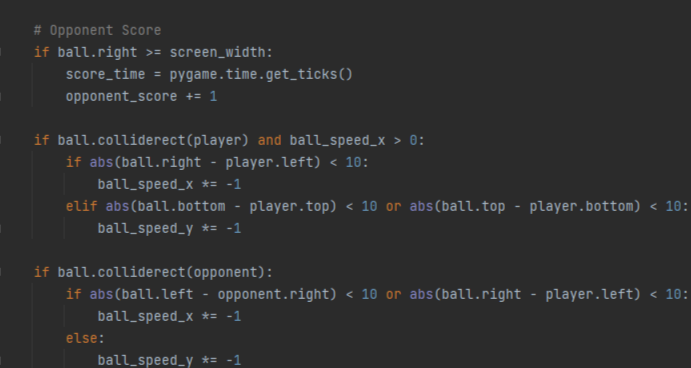 # Opponent Score
if ball.right >= screen_width:
    score_time = pygame.time.get_ticks()
    opponent_score += 1
if ball.colliderect(player) and ball_speed_x > 0:
    if abs(ball.right - player.left) < 10:
        ball_speed_x *= -1
    elif abs(ball.bottom - player.top) < 10 or abs(ball.top - player.bottom) < 10:
        ball_speed_y *= -1
if ball.colliderect(opponent):
    if abs(ball.left - opponent.right) < 10 or abs(ball.right - player.left) < 10:
        ball_speed_x *= -1
    else:
        ball_speed_y *= -1